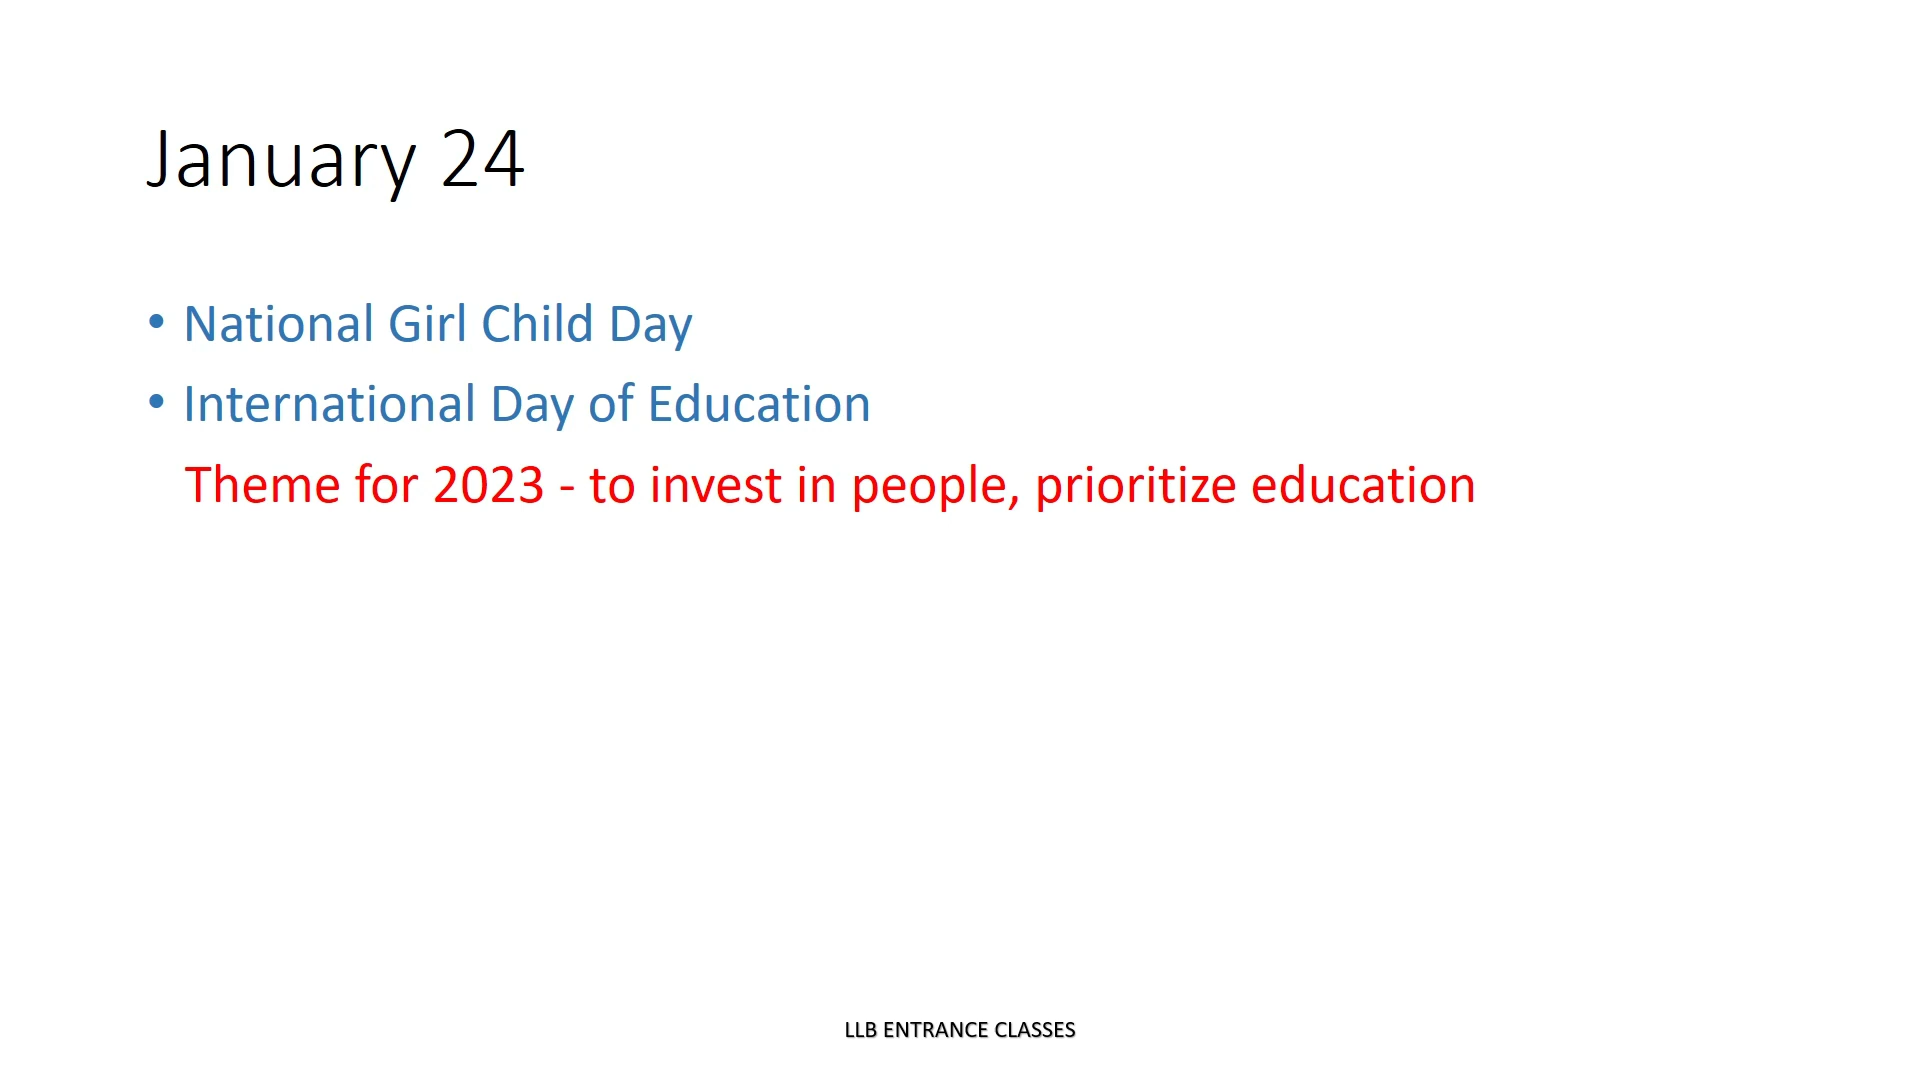 January 24
• National Girl Child Day
• International Day of Education
Theme for 2023 - to invest in people, prioritize education
LLB ENTRANCE CLASSES